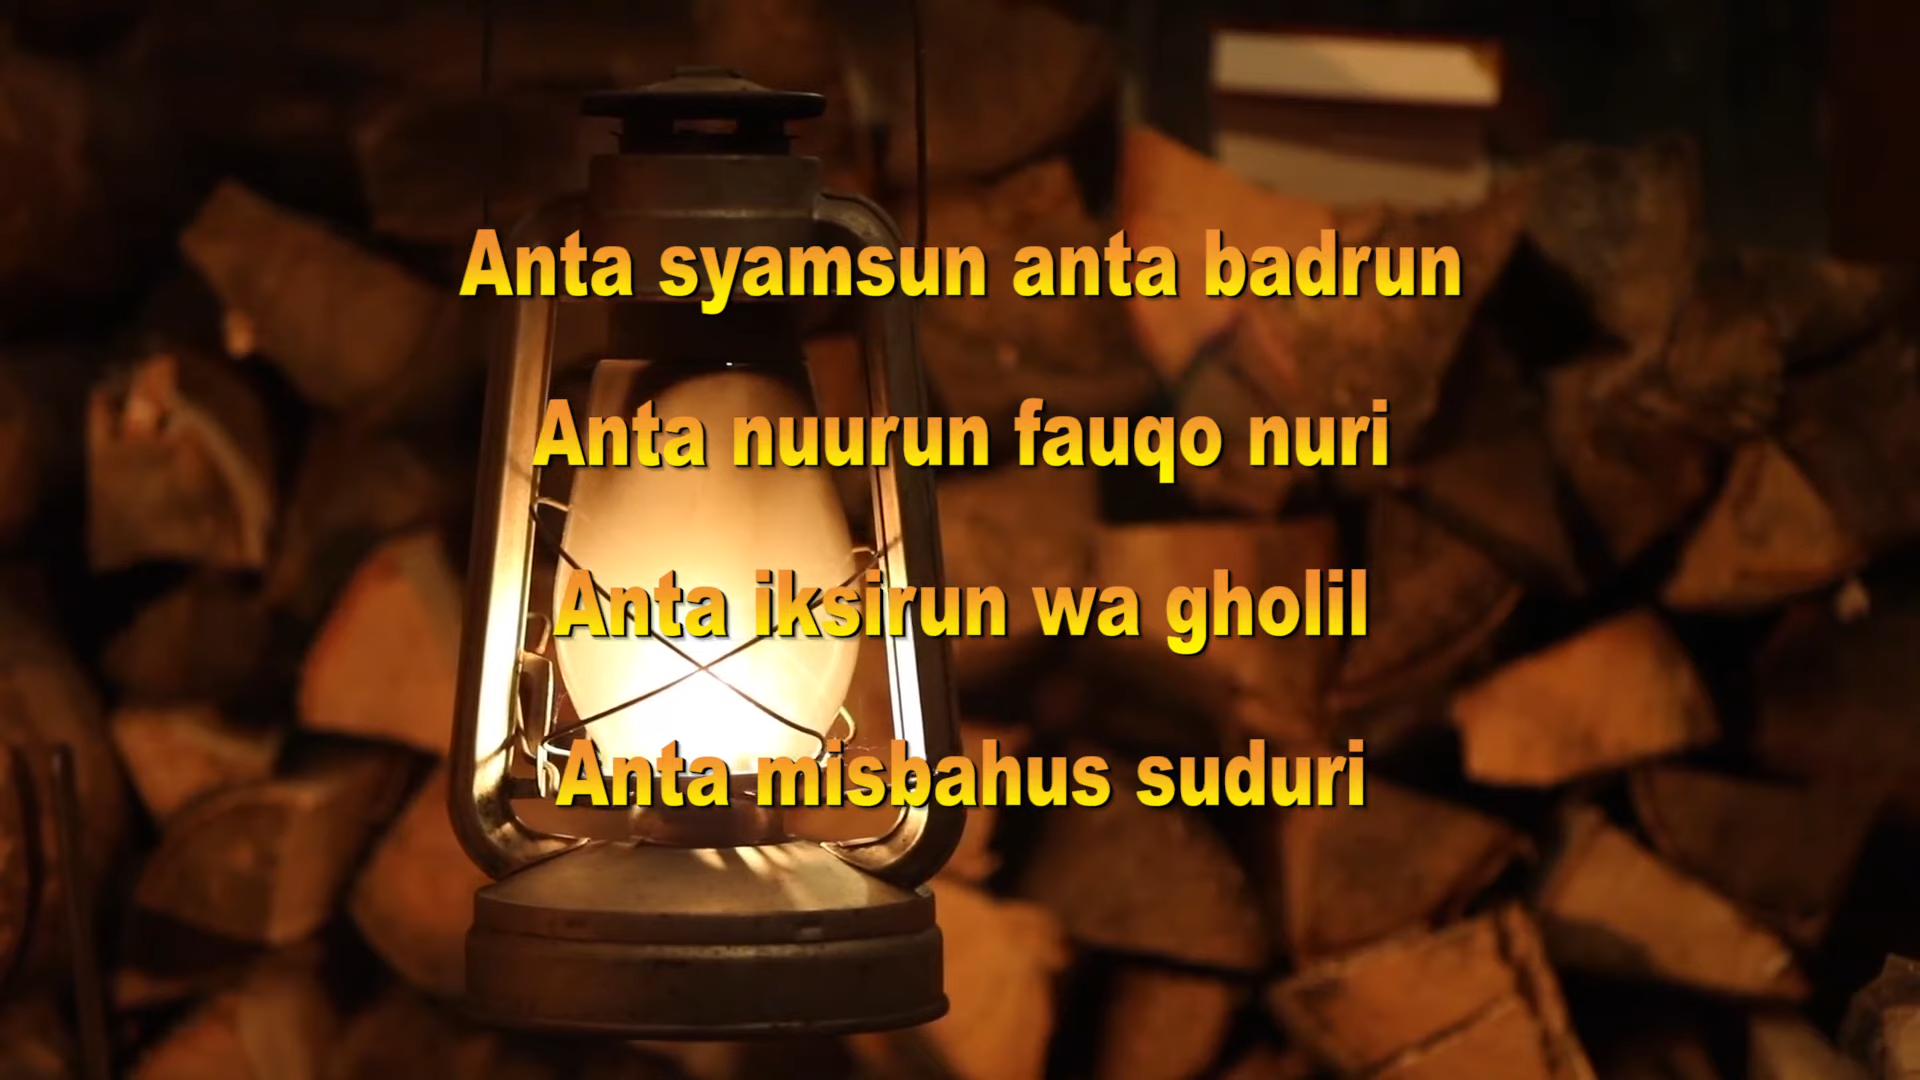 Anta syamsun anta badrun
Anta nuurun fauqo nuri
Anta iksirun wa gholil
Anta misbahus suduri